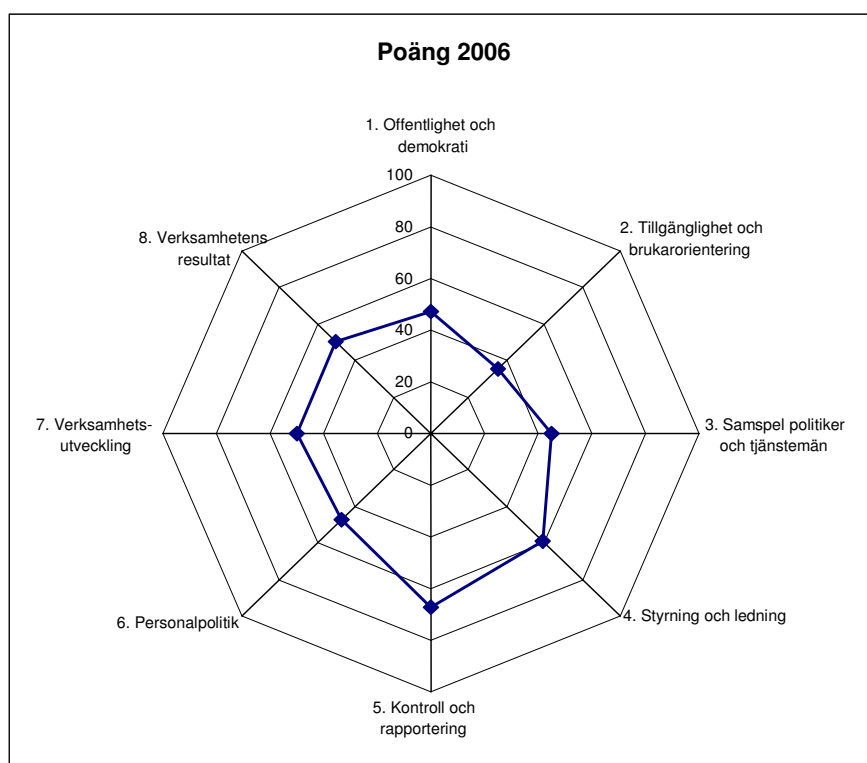 Poäng 2006
1. Offentlighet och
demokrati
100
80
60
40
20
0
2. Tillgänglighet och
brukarorientering
3. Samspel politiker
och tjänstemän
4. Styrning och ledning
5. Kontroll och
rapportering
6. Personalpolitik
7. Verksamhets-
utveckling
8. Verksamhetens
resultat